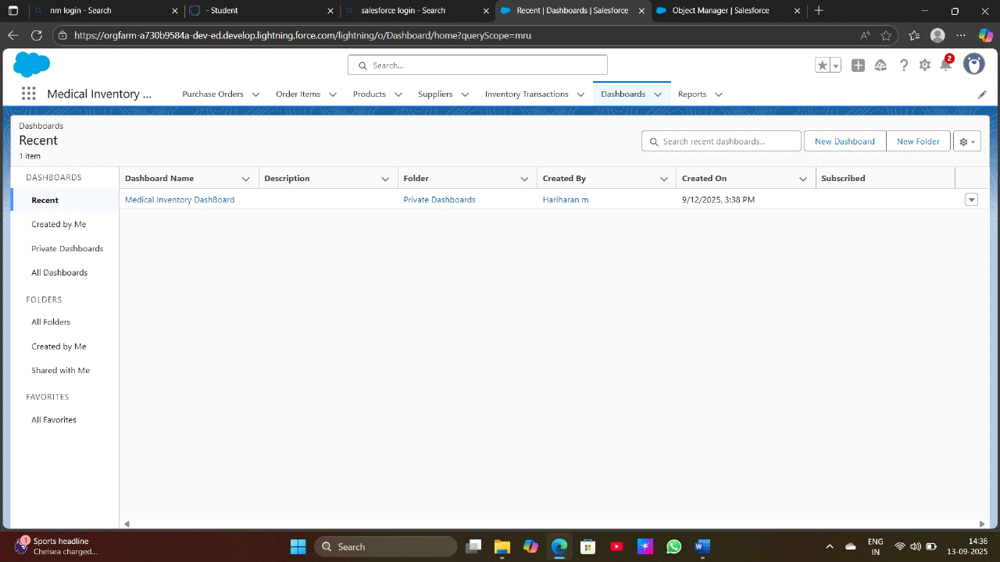 nm login - Search
- Student
salesforce login - Search
Recent | Dashboards | Salesforce
Object Manager | Salesforce
https://orgfarm-a730b9584a-dev-ed.develop.lightning.force.com/lightning/o/Dashboard/home?queryScope=mru
Search...
2
Medical Inventory ...
Purchase Orders
Order Items
Products
Suppliers
Inventory Transactions
Dashboards
Reports
Dashboards
Recent
1 item
Search recent dashboards...
New Dashboard
New Folder
DASHBOARDS
Recent
Created by Me
Private Dashboards
All Dashboards
FOLDERS
All Folders
Created by Me
Shared with Me
FAVORITES
All Favorites
Dashboard Name
Description
Folder
Created By
Created On
Subscribed
Medical Inventory DashBoard
Private Dashboards
Hariharan m
9/12/2025, 3:38 PM
1
Sports headline
Chelsea charged...
Search
ENG
IN
14:36
13-09-2025